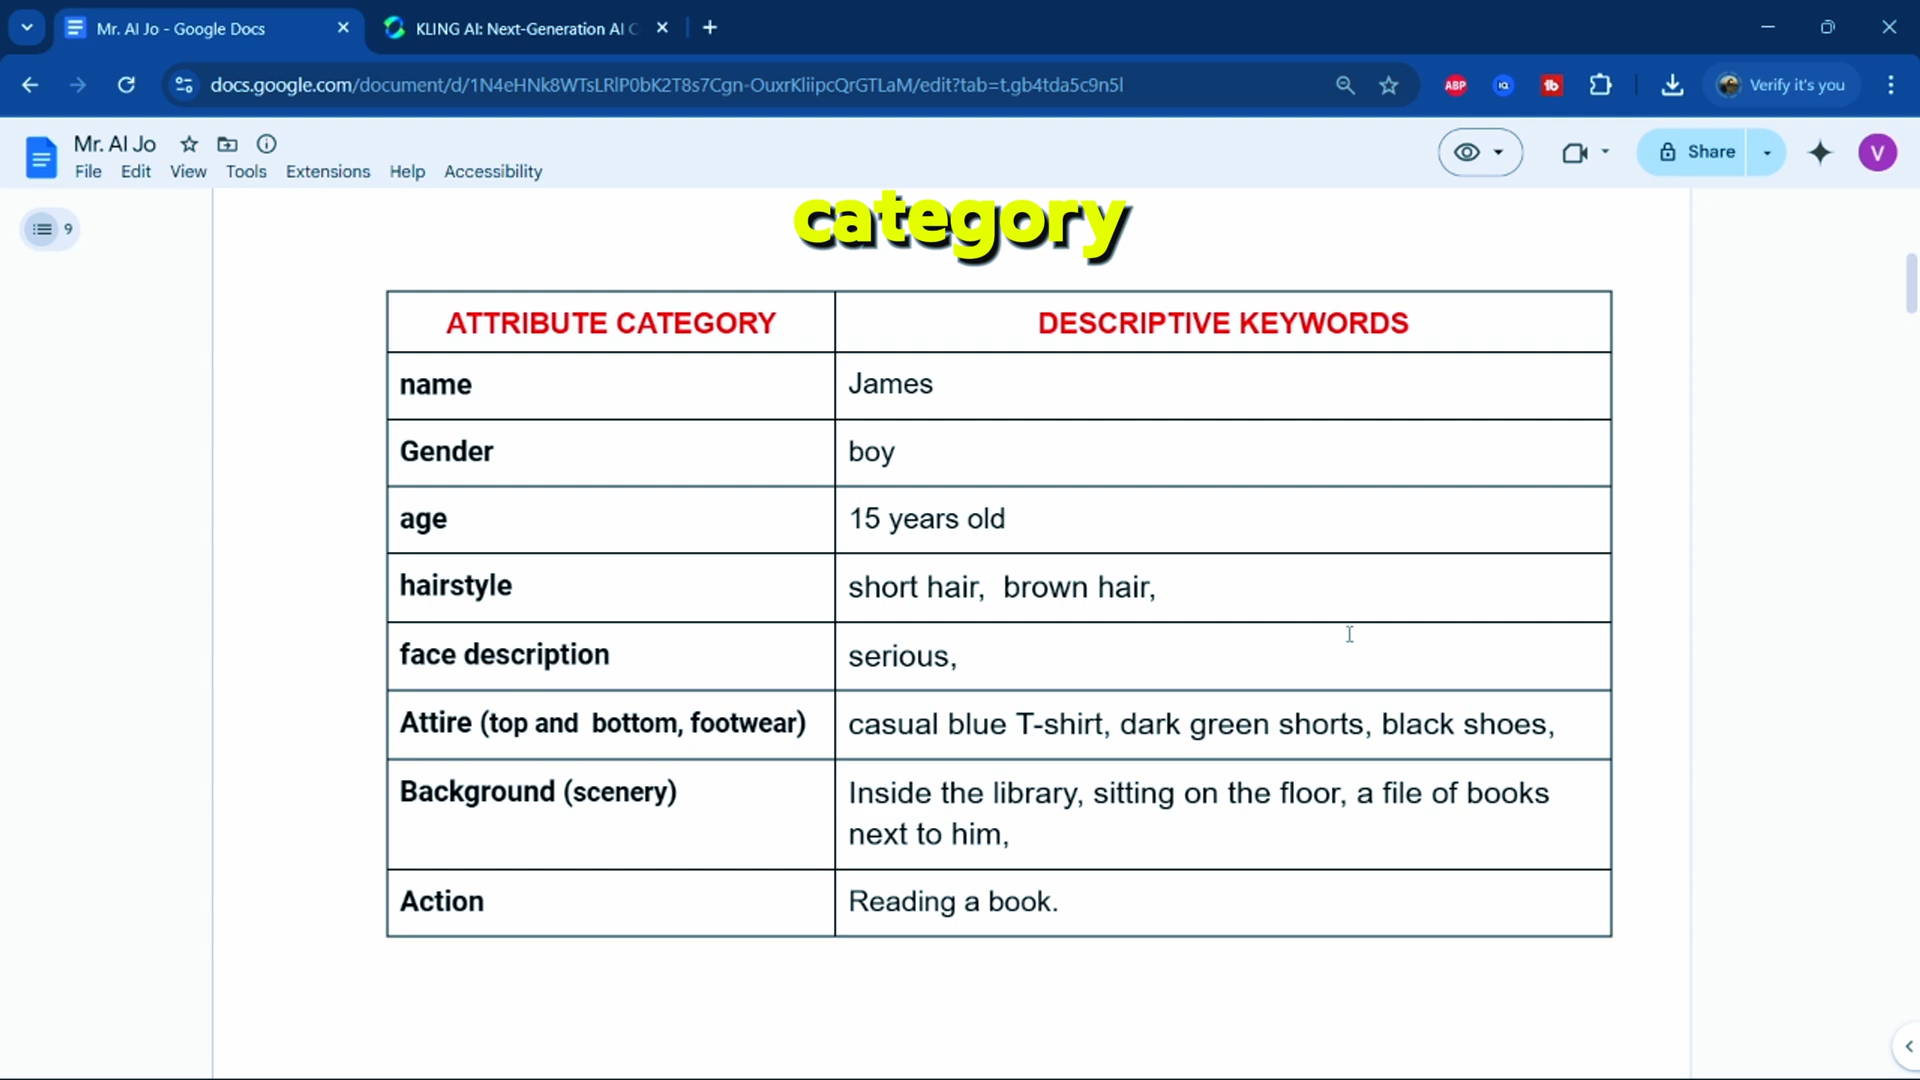 Mr. AI Jo - Google Docs
KLING AI: Next-Generation AI C
docs.google.com/document/d/1N4eHNk8WTsLRlP0bK2T8s7Cgn-OuxrKliipcQrGTLaM/edit?tab=t.gb4tda5c9n5l
ABP
IQ
tb
Verify it's you
Mr. AI Jo
Share
V
File Edit View Tools Extensions Help Accessibility
9
category
ATTRIBUTE CATEGORY DESCRIPTIVE KEYWORDS
name James
Gender boy
age 15 years old
hairstyle short hair, brown hair,
face description serious,
Attire (top and bottom, footwear) casual blue T-shirt, dark green shorts, black shoes,
Background (scenery) Inside the library, sitting on the floor, a file of books
next to him,
Action Reading a book.